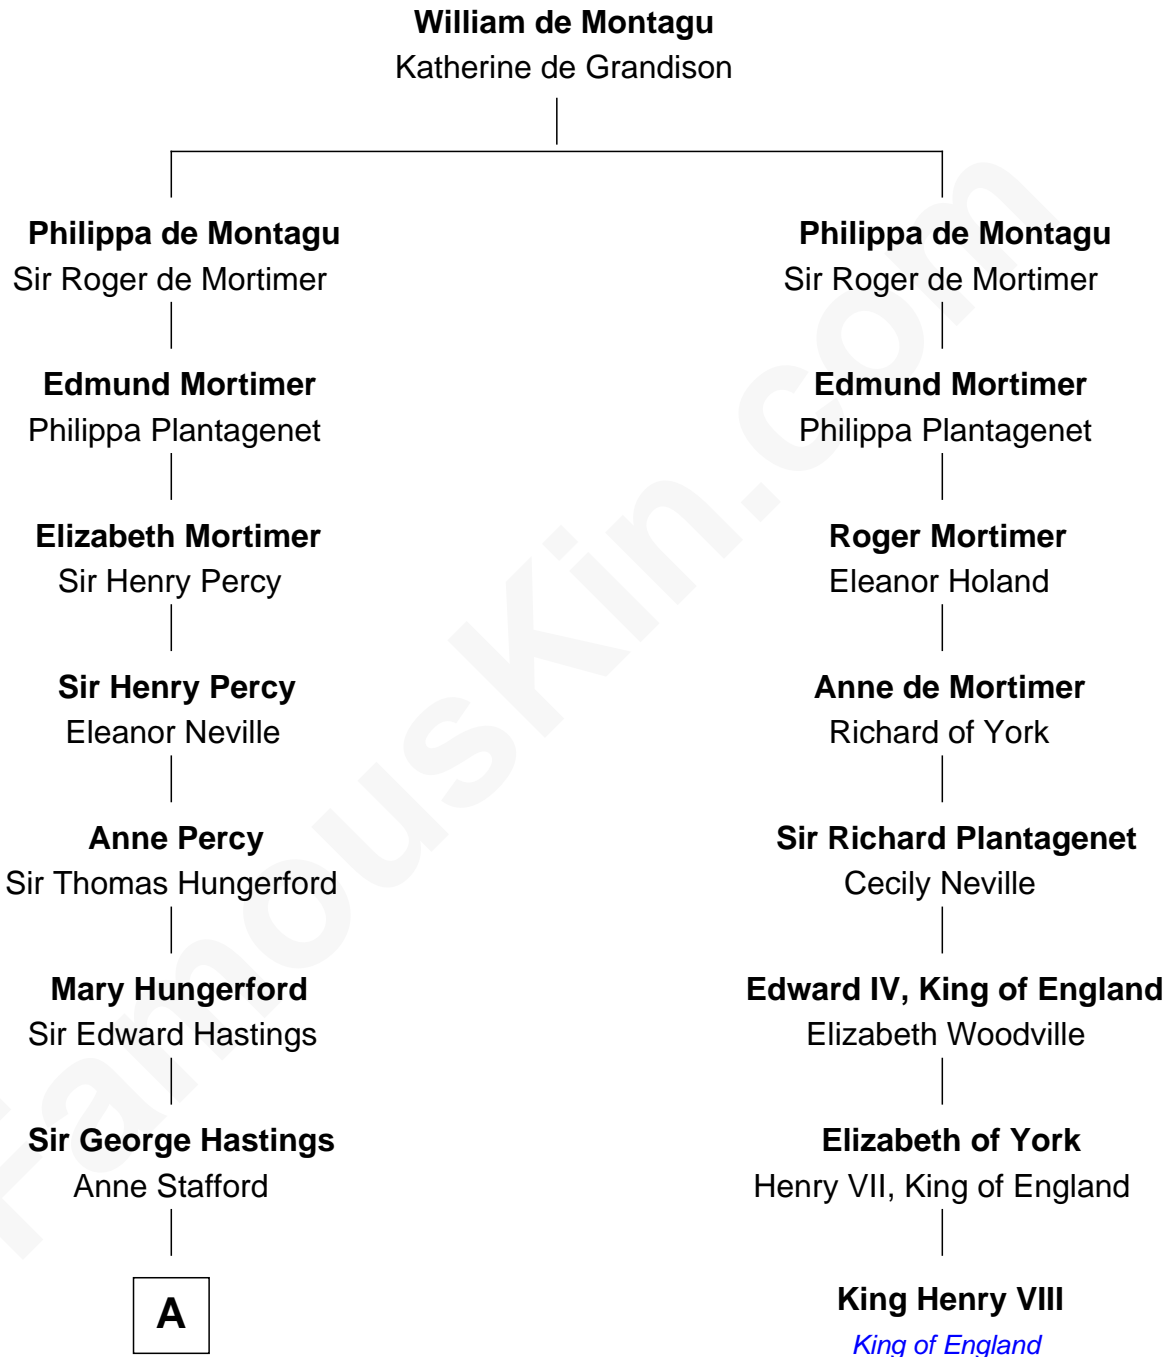 William de Montagu
Katherine de Grandison
Philippa de Montagu
Sir Roger de Mortimer
Edmund Mortimer
Philippa Plantagenet
Elizabeth Mortimer
Sir Henry Percy
Sir Henry Percy
Eleanor Neville
Anne Percy
Sir Thomas Hungerford
Mary Hungerford
Sir Edward Hastings
Sir George Hastings
Anne Stafford
A
Philippa de Montagu
Sir Roger de Mortimer
Edmund Mortimer
Philippa Plantagenet
Roger Mortimer
Eleanor Holand
Anne de Mortimer
Richard of York
Sir Richard Plantagenet
Cecily Neville
Edward IV, King of England
Elizabeth Woodville
Elizabeth of York
Henry VII, King of England
King Henry VIII
King of England
FamousKin.com